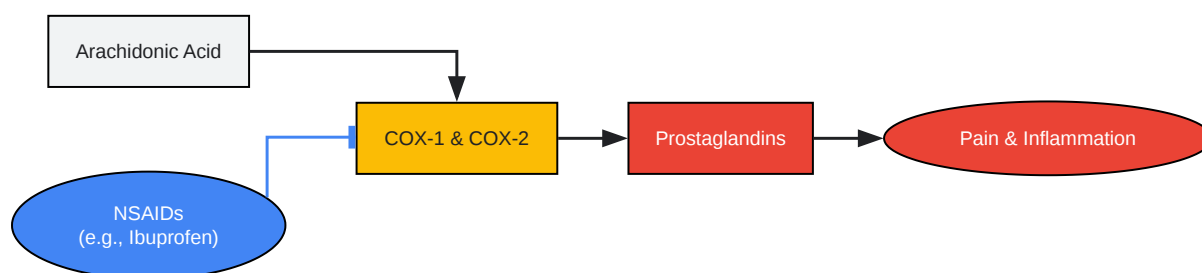 Arachidonic Acid
COX-1 & COX-2
Prostaglandins
Pain & Inflammation
NSAIDs
(e.g., Ibuprofen)